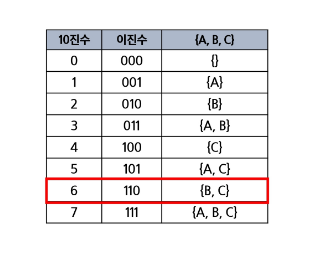 10진수 이진수 {A, B, C}
0 000 {}
1 001 {A}
2 010 {B}
3 011 {A, B}
4 100 {C}
5 101 {A, C}
6 110 {B, C}
7 111 {A, B, C}